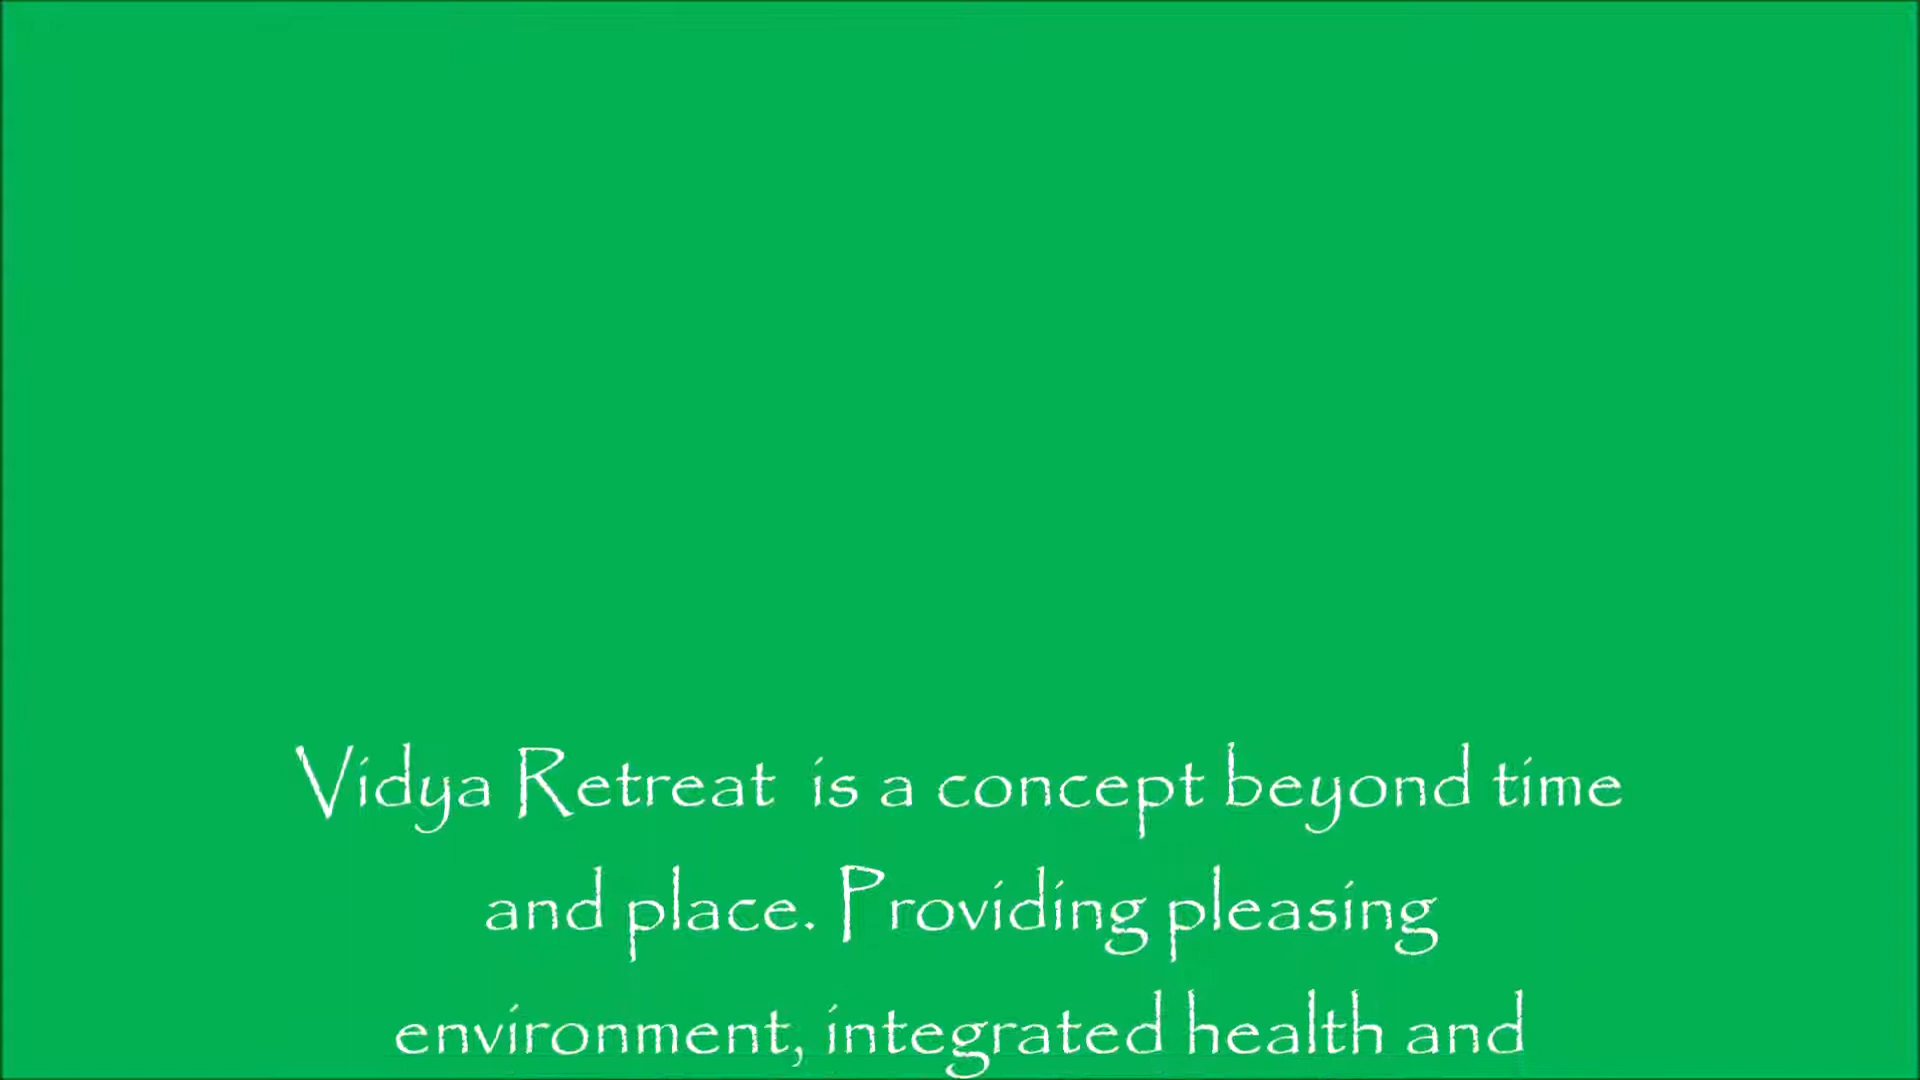 Vidya Retreat is a concept beyond time
and place. Providing pleasing
environment, integrated health and